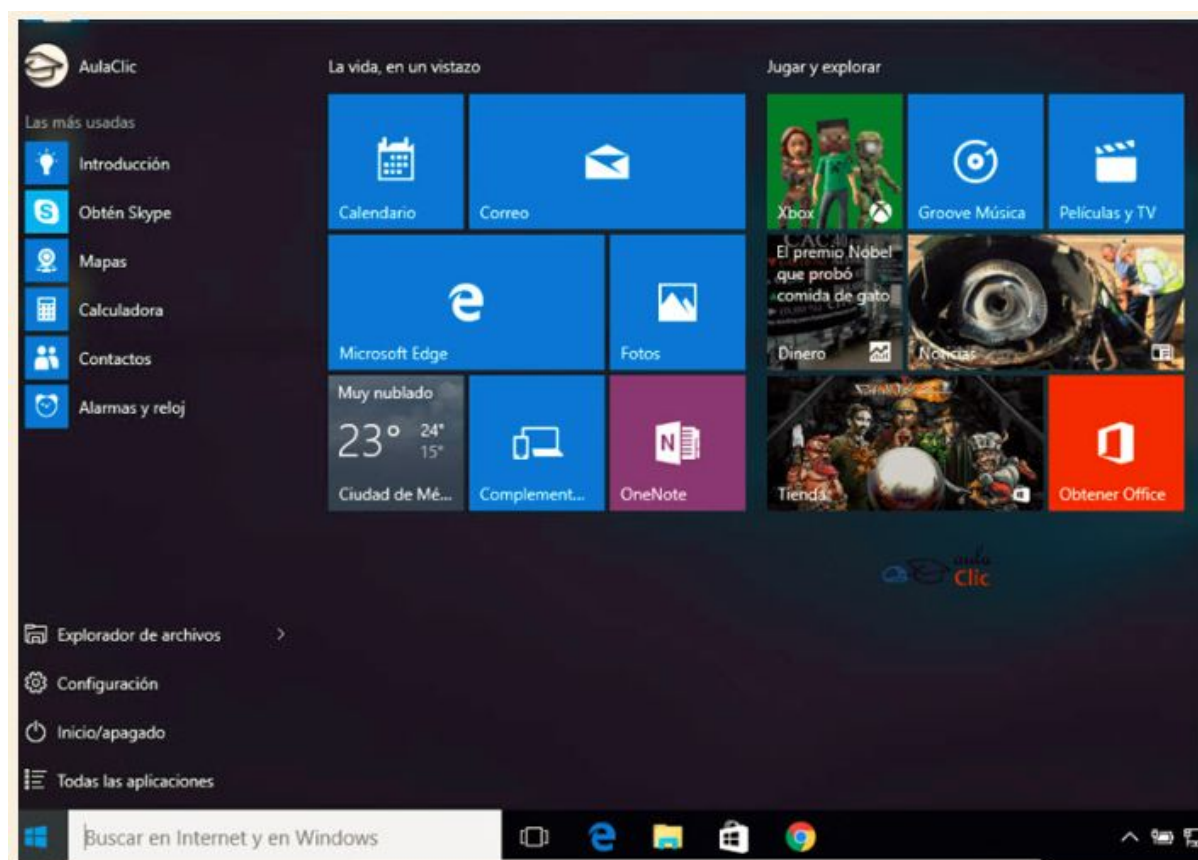 AulaClic
Las más usadas
Introducción
Obtén Skype
Mapas
Calculadora
Contactos
Alarmas y reloj
Explorador de archivos
Configuración
Inicio/apagado
Todas las aplicaciones
La vida, en un vistazo
Calendario
Correo
Microsoft Edge
Fotos
Muy nublado
23° 24°
15°
Ciudad de Mé...
Complement...
OneNote
Jugar y explorar
Xbox
Groove Música
Películas y TV
El premio Nobel
que probó
comida de gato
Dinero
Noticias
Tienda
Obtener Office
aula
Clic
Buscar en Internet y en Windows